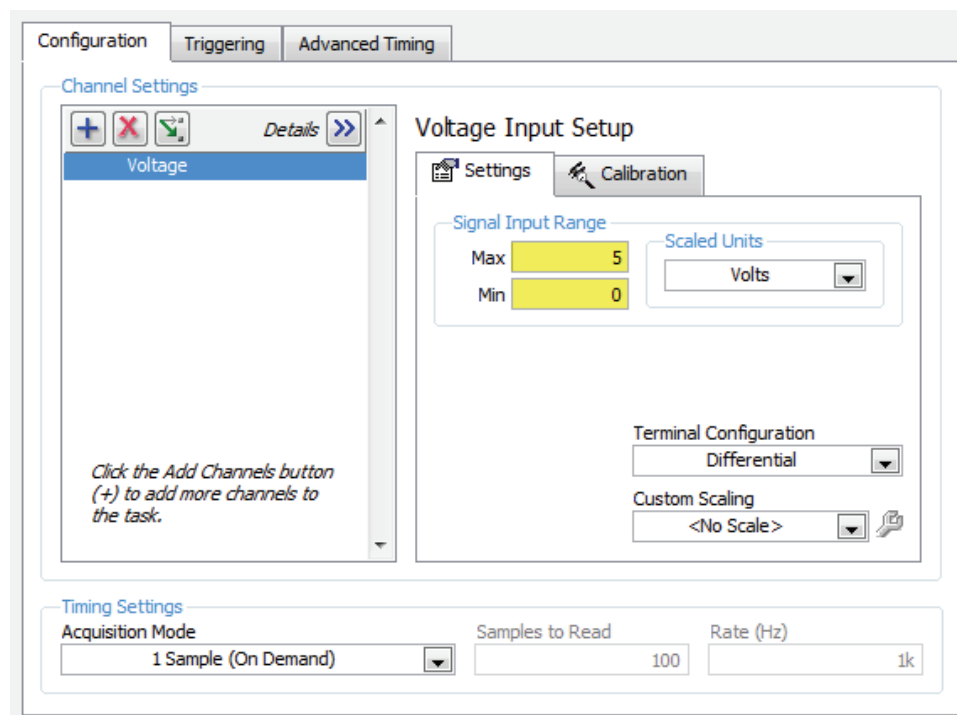 Configuration
Triggering
Advanced Timing
Channel Settings
Details
Voltage
Click the Add Channels button
(+) to add more channels to
the task.
Voltage Input Setup
Settings
Calibration
Signal Input Range
Max 5
Min 0
Scaled Units
Volts
Terminal Configuration
Differential
Custom Scaling
<No Scale>
Timing Settings
Acquisition Mode
1 Sample (On Demand)
Samples to Read
100
Rate (Hz)
1k